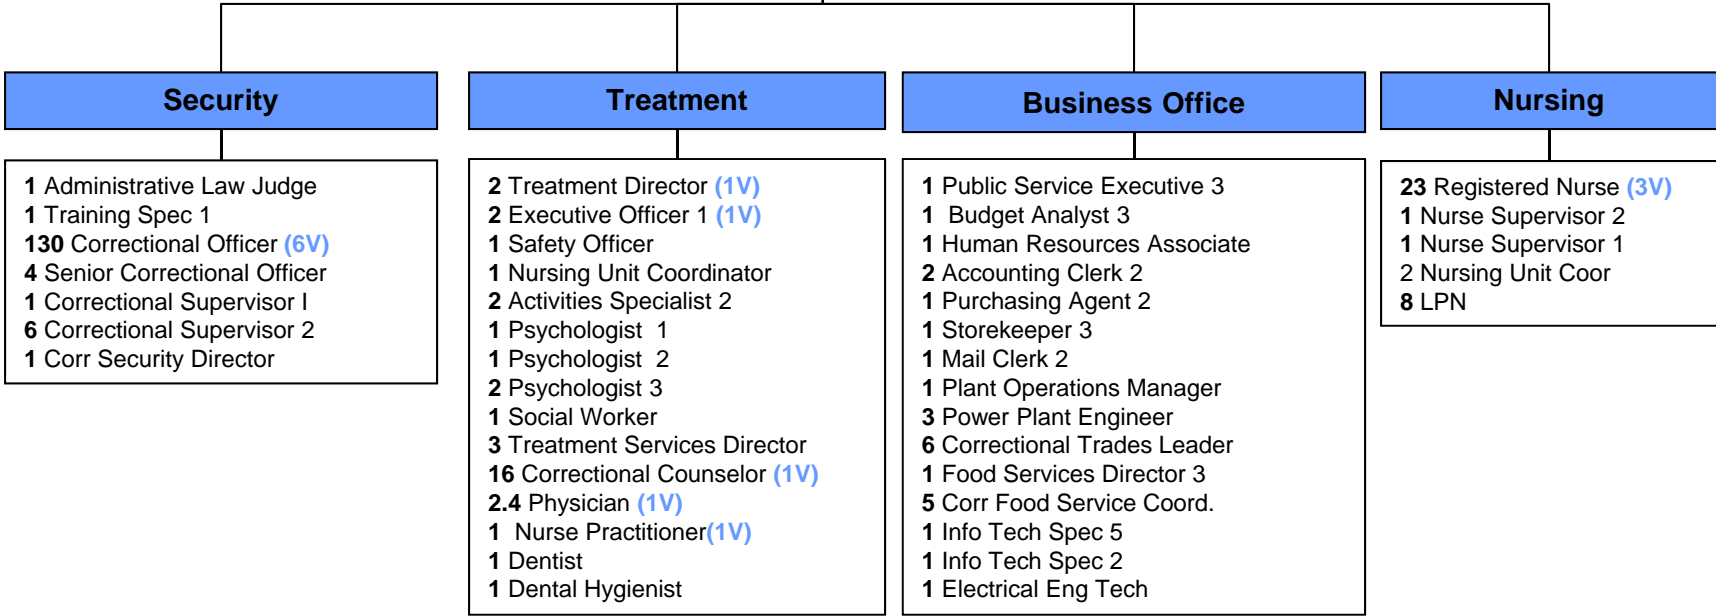 Security
1 Administrative Law Judge
1 Training Spec 1
130 Correctional Officer (6V)
4 Senior Correctional Officer
1 Correctional Supervisor I
6 Correctional Supervisor 2
1 Corr Security Director
Treatment
2 Treatment Director (1V)
2 Executive Officer 1 (1V)
1 Safety Officer
1 Nursing Unit Coordinator
2 Activities Specialist 2
1 Psychologist 1
1 Psychologist 2
2 Psychologist 3
1 Social Worker
3 Treatment Services Director
16 Correctional Counselor (1V)
2.4 Physician (1V)
1 Nurse Practitioner(1V)
1 Dentist
1 Dental Hygienist
Business Office
1 Public Service Executive 3
1 Budget Analyst 3
1 Human Resources Associate
2 Accounting Clerk 2
1 Purchasing Agent 2
1 Storekeeper 3
1 Mail Clerk 2
1 Plant Operations Manager
3 Power Plant Engineer
6 Correctional Trades Leader
1 Food Services Director 3
5 Corr Food Service Coord.
1 Info Tech Spec 5
1 Info Tech Spec 2
1 Electrical Eng Tech
Nursing
23 Registered Nurse (3V)
1 Nurse Supervisor 2
1 Nurse Supervisor 1
2 Nursing Unit Coor
8 LPN